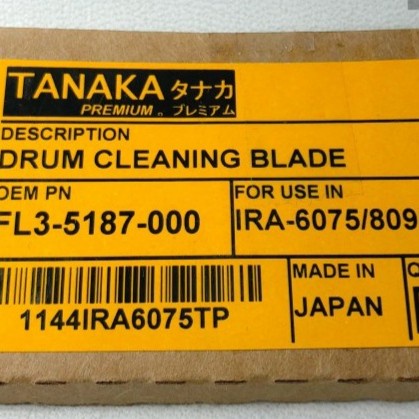 TANAKA タナカ
PREMIUM プレミアム
DESCRIPTION
DRUM CLEANING BLADE
OEM PN
FL3-5187-000
FOR USE IN
IRA-6075/809
1144IRA6075TP
MADE IN
JAPAN